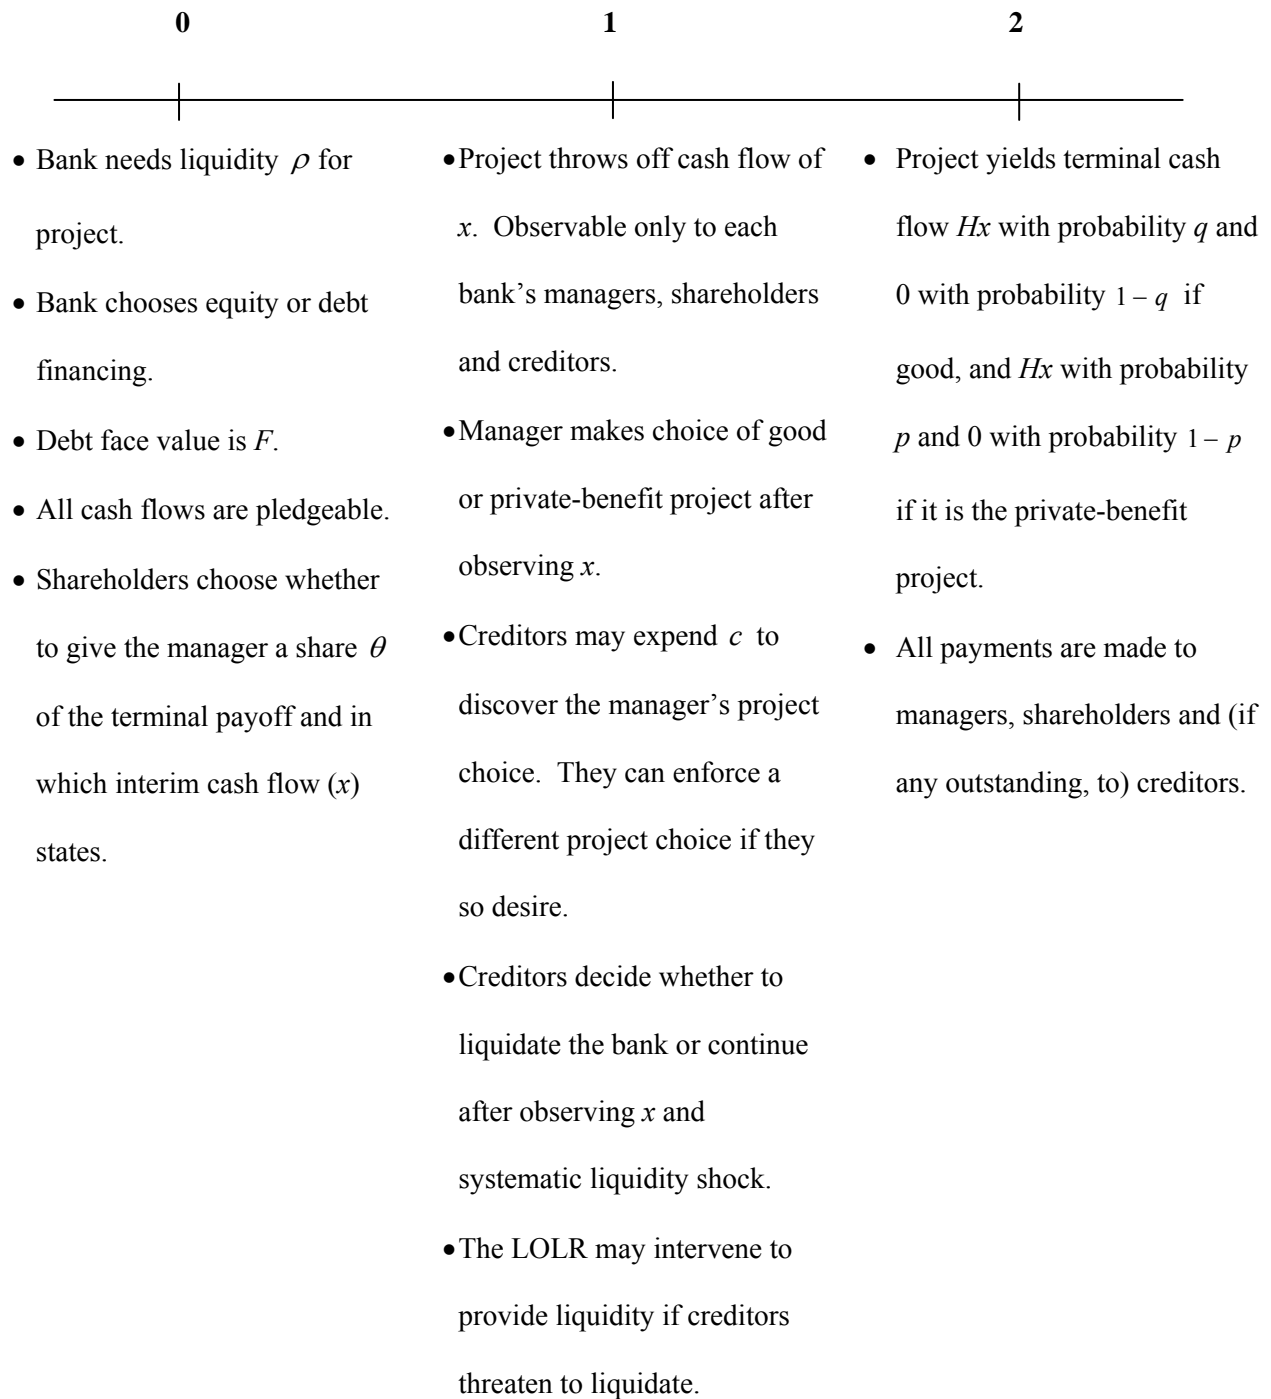 0
1
2
• Bank needs liquidity ρ for
project.
• Bank chooses equity or debt
financing.
• Debt face value is F.
• All cash flows are pledgeable.
• Shareholders choose whether
to give the manager a share θ
of the terminal payoff and in
which interim cash flow (x)
states.
•Project throws off cash flow of
x. Observable only to each
bank’s managers, shareholders
and creditors.
•Manager makes choice of good
or private-benefit project after
observing x.
•Creditors may expend c to
discover the manager’s project
choice. They can enforce a
different project choice if they
so desire.
•Creditors decide whether to
liquidate the bank or continue
after observing x and
systematic liquidity shock.
•The LOLR may intervene to
provide liquidity if creditors
threaten to liquidate.
• Project yields terminal cash
flow Hx with probability q and
0 with probability 1 – q if
good, and Hx with probability
p and 0 with probability 1 – p
if it is the private-benefit
project.
• All payments are made to
managers, shareholders and (if
any outstanding, to) creditors.